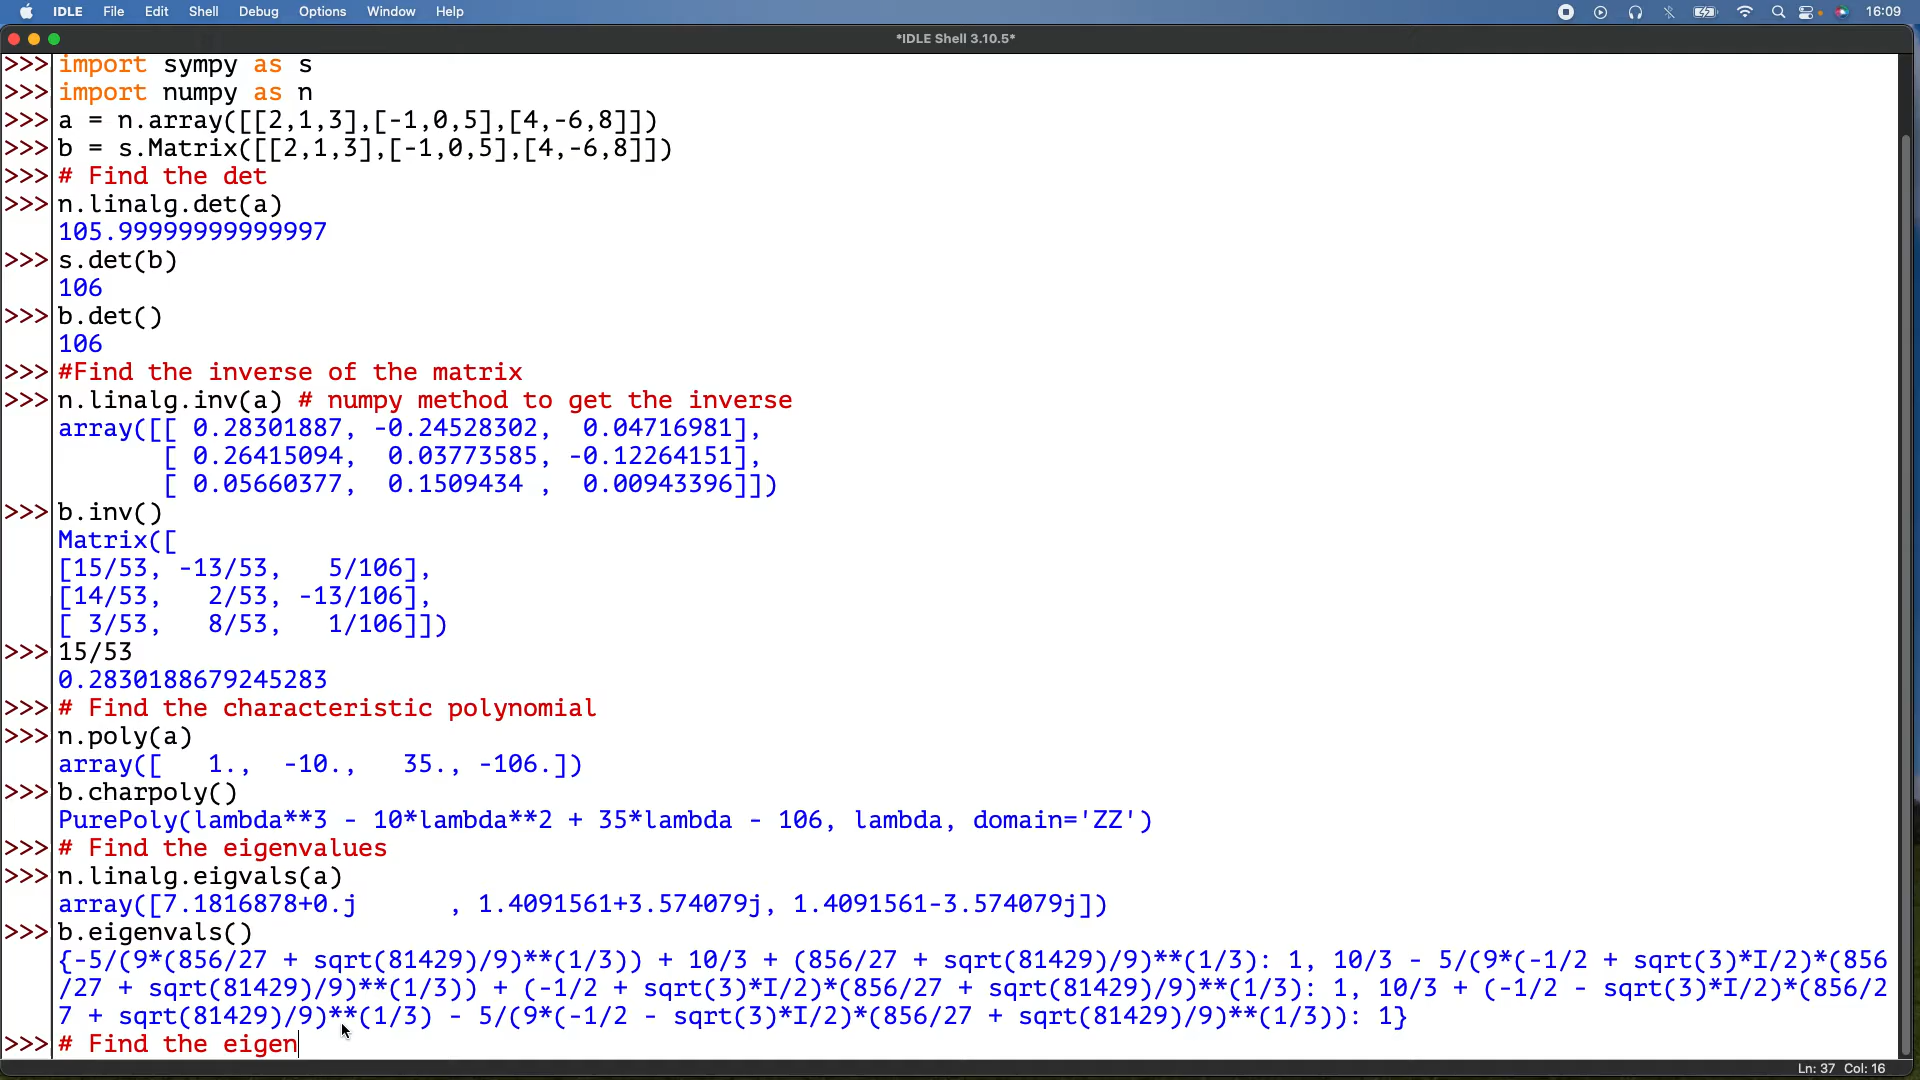 IDLE File Edit Shell Debug Options Window Help 16:09
*IDLE Shell 3.10.5*
>>> import sympy as s
>>> import numpy as n
>>> a = n.array([[2,1,3],[-1,0,5],[4,-6,8]])
>>> b = s.Matrix([[2,1,3],[-1,0,5],[4,-6,8]])
>>> # Find the det
>>> n.linalg.det(a)
105.99999999999997
>>> s.det(b)
106
>>> b.det()
106
>>> #Find the inverse of the matrix
>>> n.linalg.inv(a) # numpy method to get the inverse
array([[ 0.28301887, -0.24528302,  0.04716981],
       [ 0.26415094,  0.03773585, -0.12264151],
       [ 0.05660377,  0.1509434 ,  0.00943396]])
>>> b.inv()
Matrix([
[15/53, -13/53,   5/106],
[14/53,   2/53, -13/106],
[ 3/53,   8/53,   1/106]])
>>> 15/53
0.2830188679245283
>>> # Find the characteristic polynomial
>>> n.poly(a)
array([   1.,  -10.,   35., -106.])
>>> b.charpoly()
PurePoly(lambda**3 - 10*lambda**2 + 35*lambda - 106, lambda, domain='ZZ')
>>> # Find the eigenvalues
>>> n.linalg.eigvals(a)
array([7.1816878+0.j      , 1.4091561+3.574079j, 1.4091561-3.574079j])
>>> b.eigenvals()
{-5/(9*(856/27 + sqrt(81429)/9)**(1/3)) + 10/3 + (856/27 + sqrt(81429)/9)**(1/3): 1, 10/3 - 5/(9*(-1/2 + sqrt(3)*I/2)*(856
/27 + sqrt(81429)/9)**(1/3)) + (-1/2 + sqrt(3)*I/2)*(856/27 + sqrt(81429)/9)**(1/3): 1, 10/3 + (-1/2 - sqrt(3)*I/2)*(856/2
7 + sqrt(81429)/9)**(1/3) - 5/(9*(-1/2 - sqrt(3)*I/2)*(856/27 + sqrt(81429)/9)**(1/3)): 1}
>>> # Find the eigen
Ln: 37 Col: 16